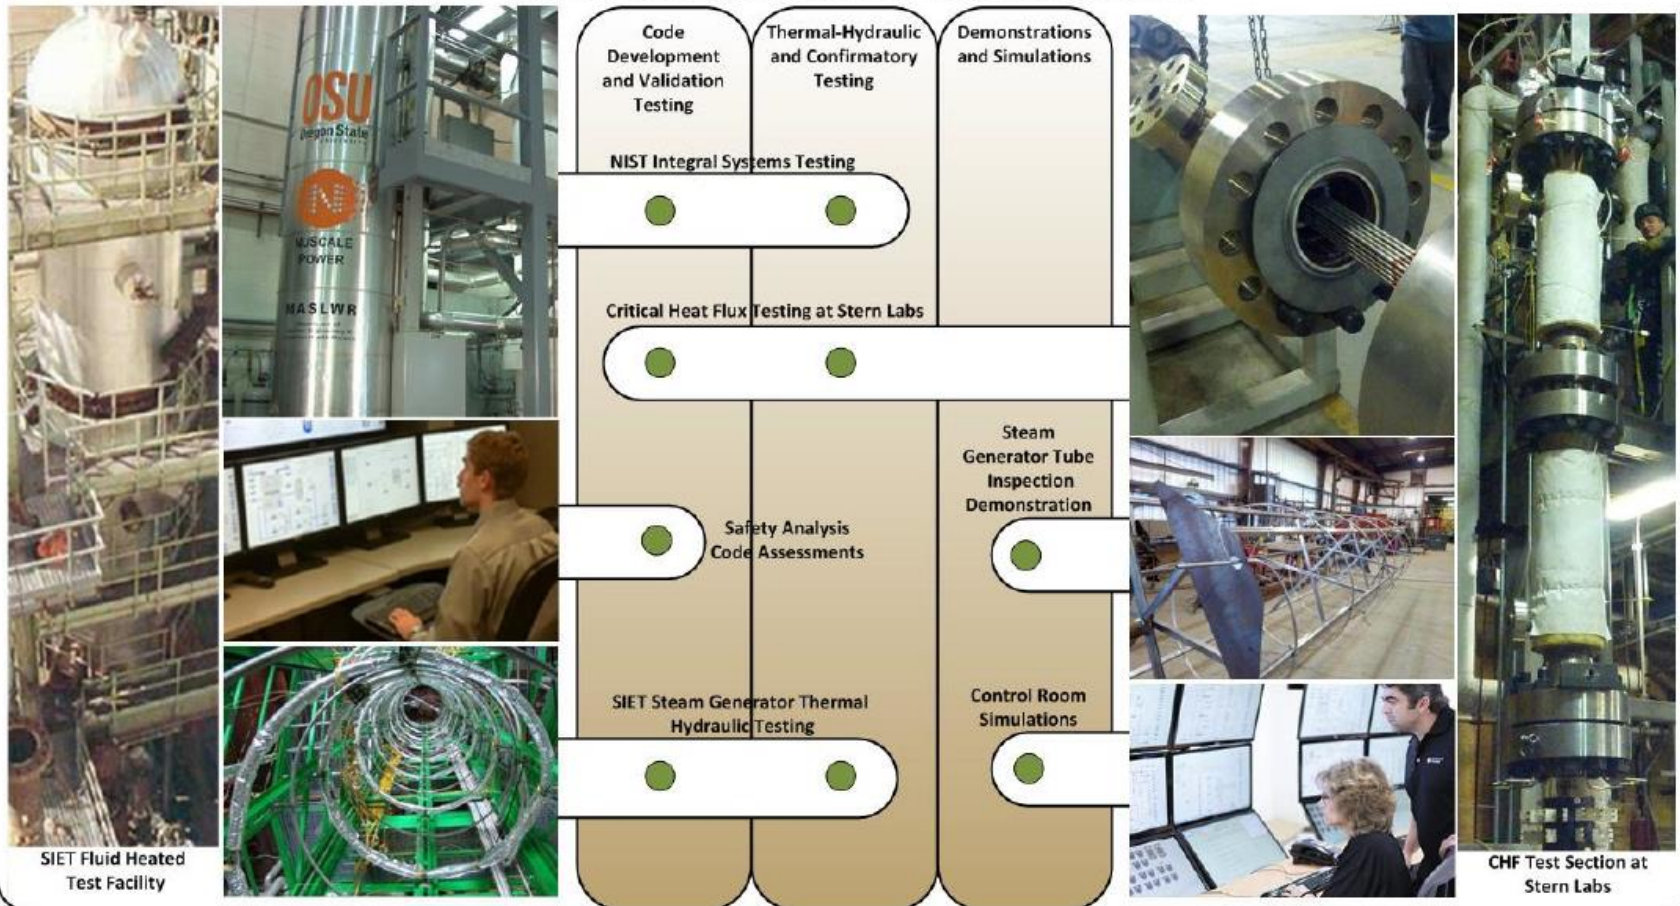 Code
Development
and Validation
Testing
Thermal-Hydraulic
and Confirmatory
Testing
Demonstrations
and Simulations
NIST Integral Systems Testing
Critical Heat Flux Testing at Stern Labs
Safety Analysis
Code Assessments
Steam
Generator Tube
Inspection
Demonstration
SIET Steam Generator Thermal
Hydraulic Testing
Control Room
Simulations
OSU
Oregon State
NUSCALE
POWER
MASLWR
SIET Fluid Heated
Test Facility
CHF Test Section at
Stern Labs